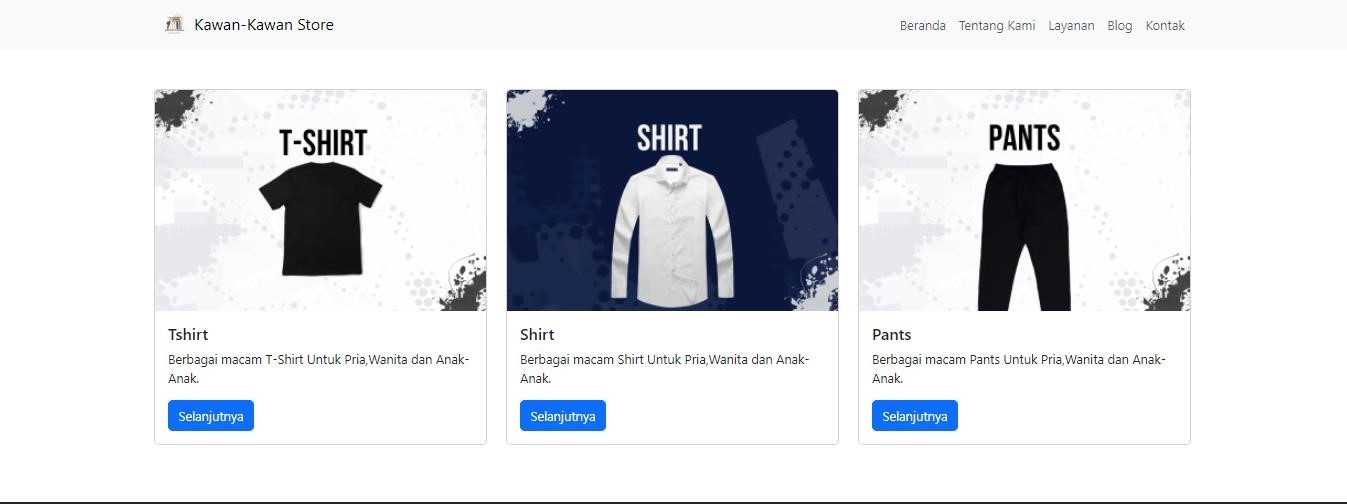 Kawan-Kawan Store
Beranda Tentang Kami Layanan Blog Kontak
T-SHIRT
Tshirt
Berbagai macam T-Shirt Untuk Pria,Wanita dan Anak-
Anak.
Selanjutnya
SHIRT
Shirt
Berbagai macam Shirt Untuk Pria,Wanita dan Anak-
Anak.
Selanjutnya
PANTS
Pants
Berbagai macam Pants Untuk Pria,Wanita dan Anak-
Anak.
Selanjutnya